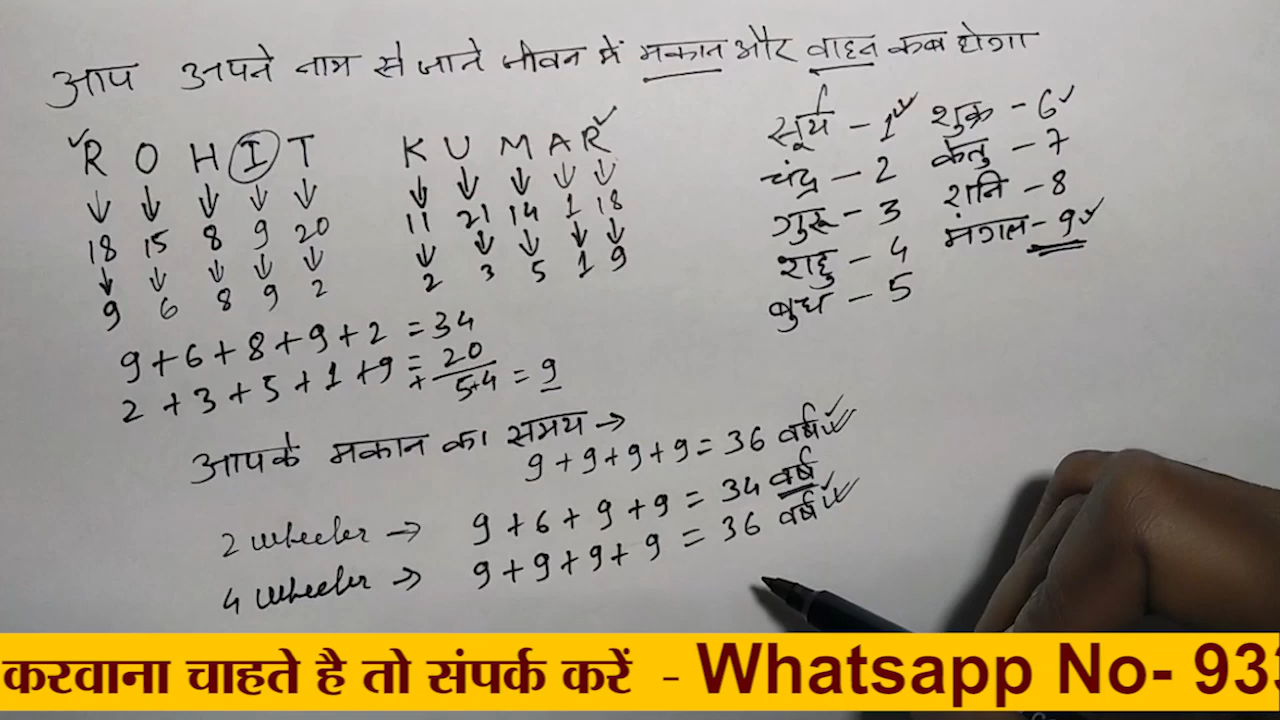 आप अपने नाम से जाने जीवन में मकान और वाहन कब होगा
R O H I T K U M A R
18 15 8 9 20 11 21 14 1 18
9 6 8 9 2 2 3 5 1 9
9+6+8+9+2 = 34
2+3+5+1+9 = 20
+ 5+4 = 9
सूर्य - 1
चंद्र - 2
गुरू - 3
राहु - 4
बुध - 5
शुक्र - 6
केतु - 7
शनि - 8
मंगल - 9
आपके मकान का समय →
9+9+9+9 = 36 वर्ष
2 wheeler → 9+6+9+9 = 34 वर्ष
4 wheeler → 9+9+9+9 = 36 वर्ष
करवाना चाहते है तो संपर्क करें - Whatsapp No- 93